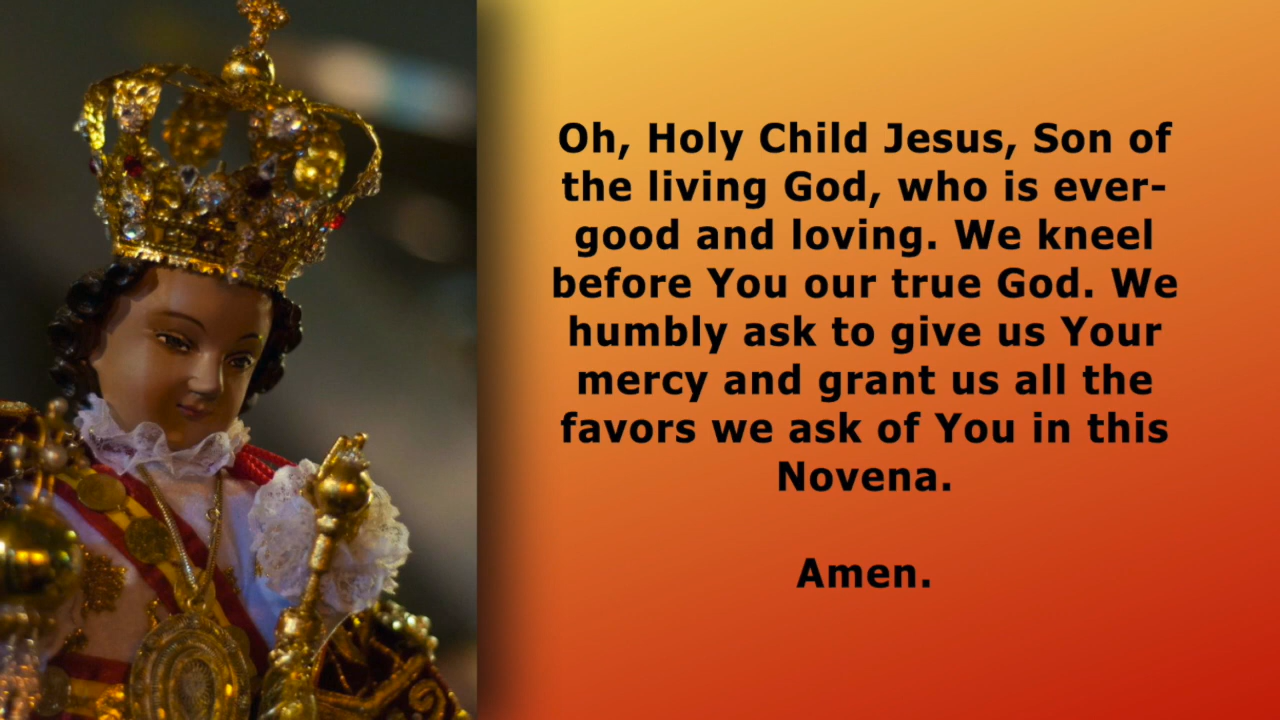 Oh, Holy Child Jesus, Son of
the living God, who is ever-
good and loving. We kneel
before You our true God. We
humbly ask to give us Your
mercy and grant us all the
favors we ask of You in this
Novena.
Amen.